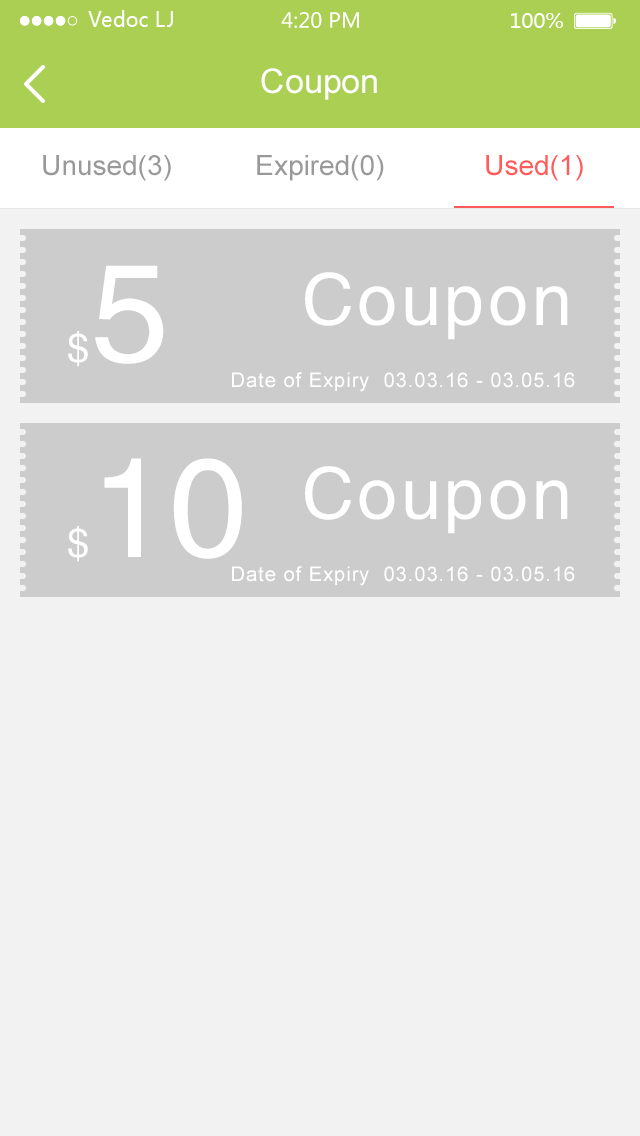 Vedoc LJ 4:20 PM 100%
Coupon
Unused(3) Expired(0) Used(1)
$5 Coupon
Date of Expiry 03.03.16 - 03.05.16
$10 Coupon
Date of Expiry 03.03.16 - 03.05.16